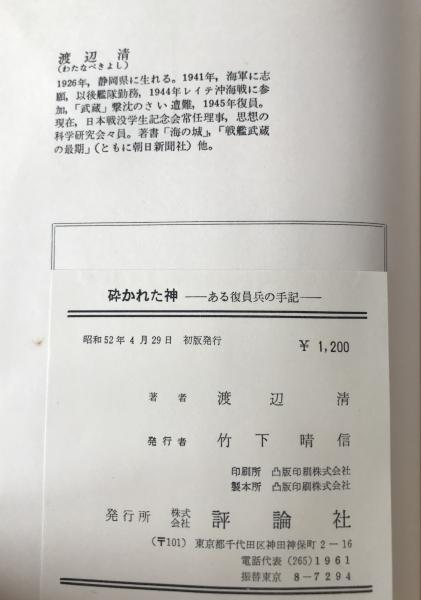 渡辺清
(わたなべきよし)
1926年，静岡県に生れる。1941年，海軍に志
願，以後艦隊勤務，1944年レイテ沖海戦に参
加，「武蔵」撃沈のさい遭難，1945年復員。
現在，日本戦没学生記念会常任理事，思想の
科学研究会々員。著書「海の城」，「戦艦武蔵
の最期」（ともに朝日新聞社）他。
砕かれた神 ――ある復員兵の手記――
昭和52年4月29日 初版発行 ¥ 1,200
著者 渡辺清
発行者 竹下晴信
印刷所 凸版印刷株式会社
製本所 凸版印刷株式会社
発行所 株式会社 評論社
(〒101) 東京都千代田区神田神保町2－16
電話代表 (265) 1961
振替東京 8－7294